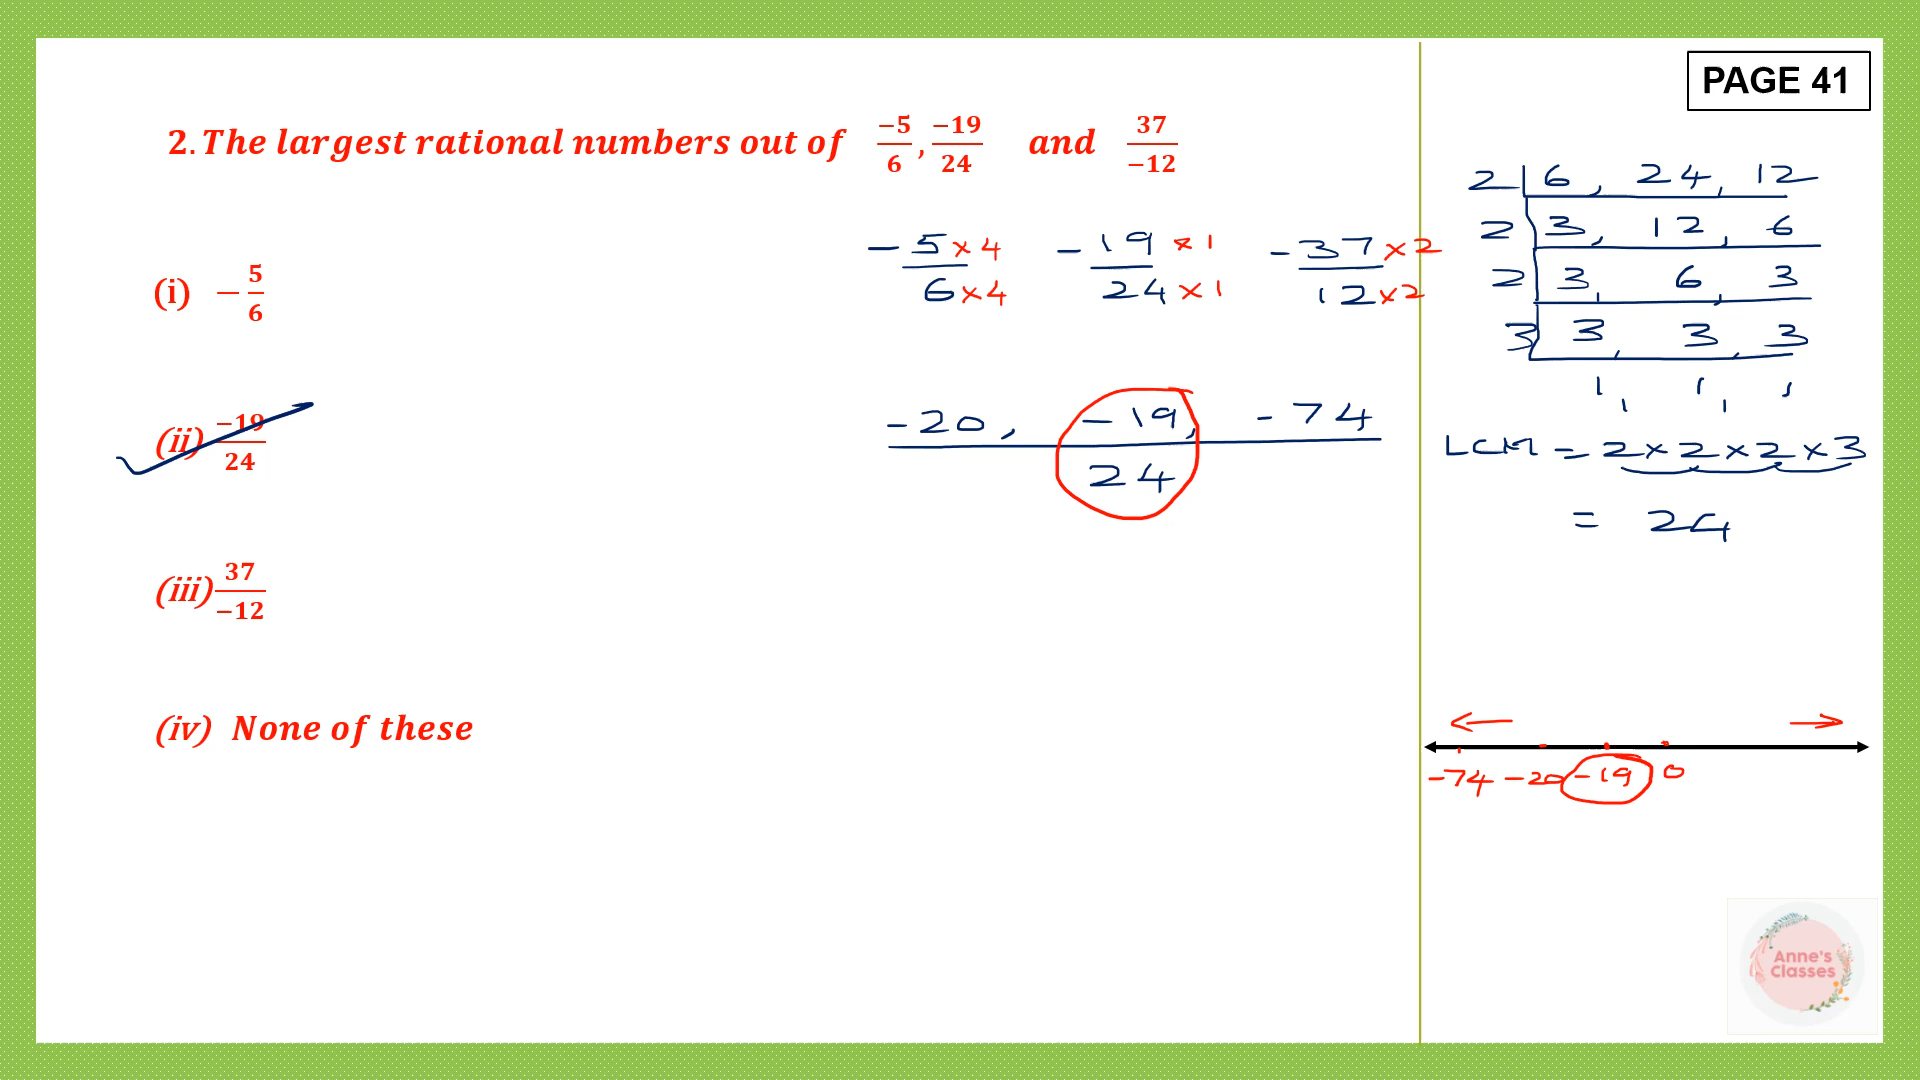 PAGE 41
2. The largest rational numbers out of −5/6, −19/24 and 37/−12
(i) −5/6
(ii) −19/24
(iii) 37/−12
(iv) None of these
−5×4/6×4 −19×1/24×1 −37×2/12×2
−20, −19, −74
24
2 | 6, 24, 12
2 | 3, 12, 6
2 | 3, 6, 3
3 | 3, 3, 3
1, 1, 1
LCM = 2×2×2×3
= 24
−74 −20 −19 0
Anne's
Classes